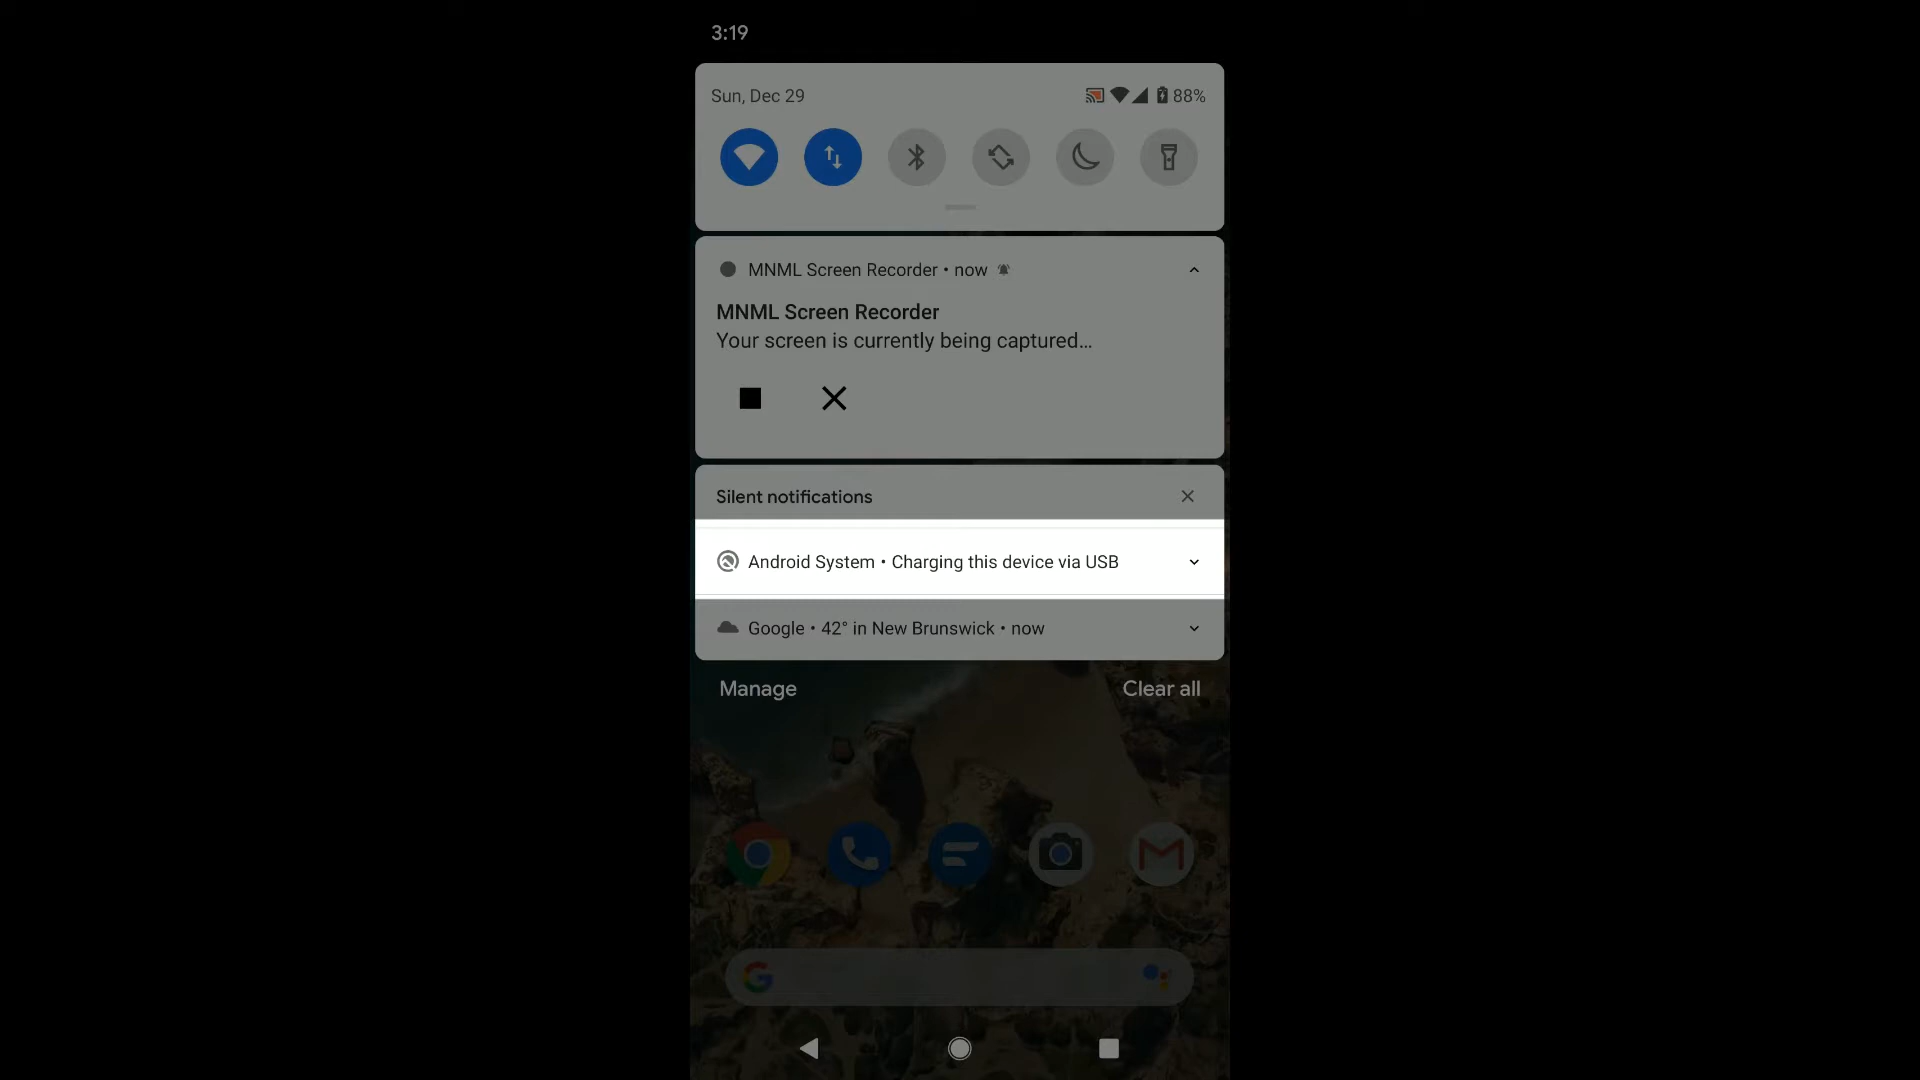 3:19
Sun, Dec 29
88%
MNML Screen Recorder • now
MNML Screen Recorder
Your screen is currently being captured...
Silent notifications
Android System • Charging this device via USB
Google • 42° in New Brunswick • now
Manage
Clear all